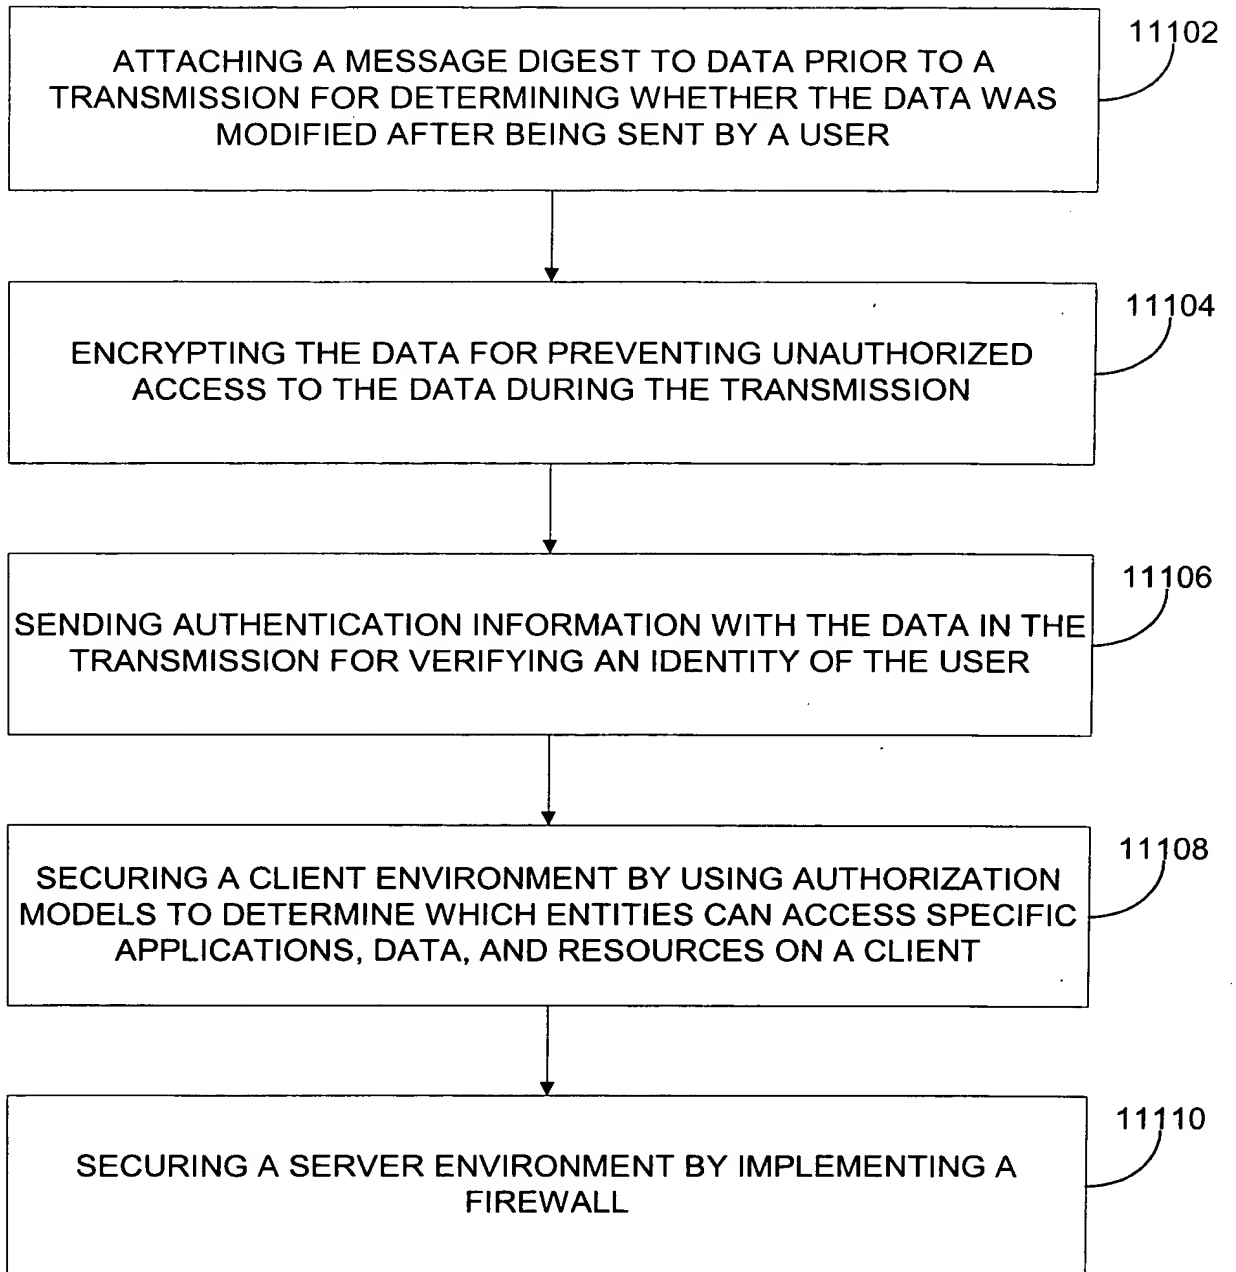 11102
ATTACHING A MESSAGE DIGEST TO DATA PRIOR TO A
TRANSMISSION FOR DETERMINING WHETHER THE DATA WAS
MODIFIED AFTER BEING SENT BY A USER
11104
ENCRYPTING THE DATA FOR PREVENTING UNAUTHORIZED
ACCESS TO THE DATA DURING THE TRANSMISSION
11106
SENDING AUTHENTICATION INFORMATION WITH THE DATA IN THE
TRANSMISSION FOR VERIFYING AN IDENTITY OF THE USER
11108
SECURING A CLIENT ENVIRONMENT BY USING AUTHORIZATION
MODELS TO DETERMINE WHICH ENTITIES CAN ACCESS SPECIFIC
APPLICATIONS, DATA, AND RESOURCES ON A CLIENT
11110
SECURING A SERVER ENVIRONMENT BY IMPLEMENTING A
FIREWALL